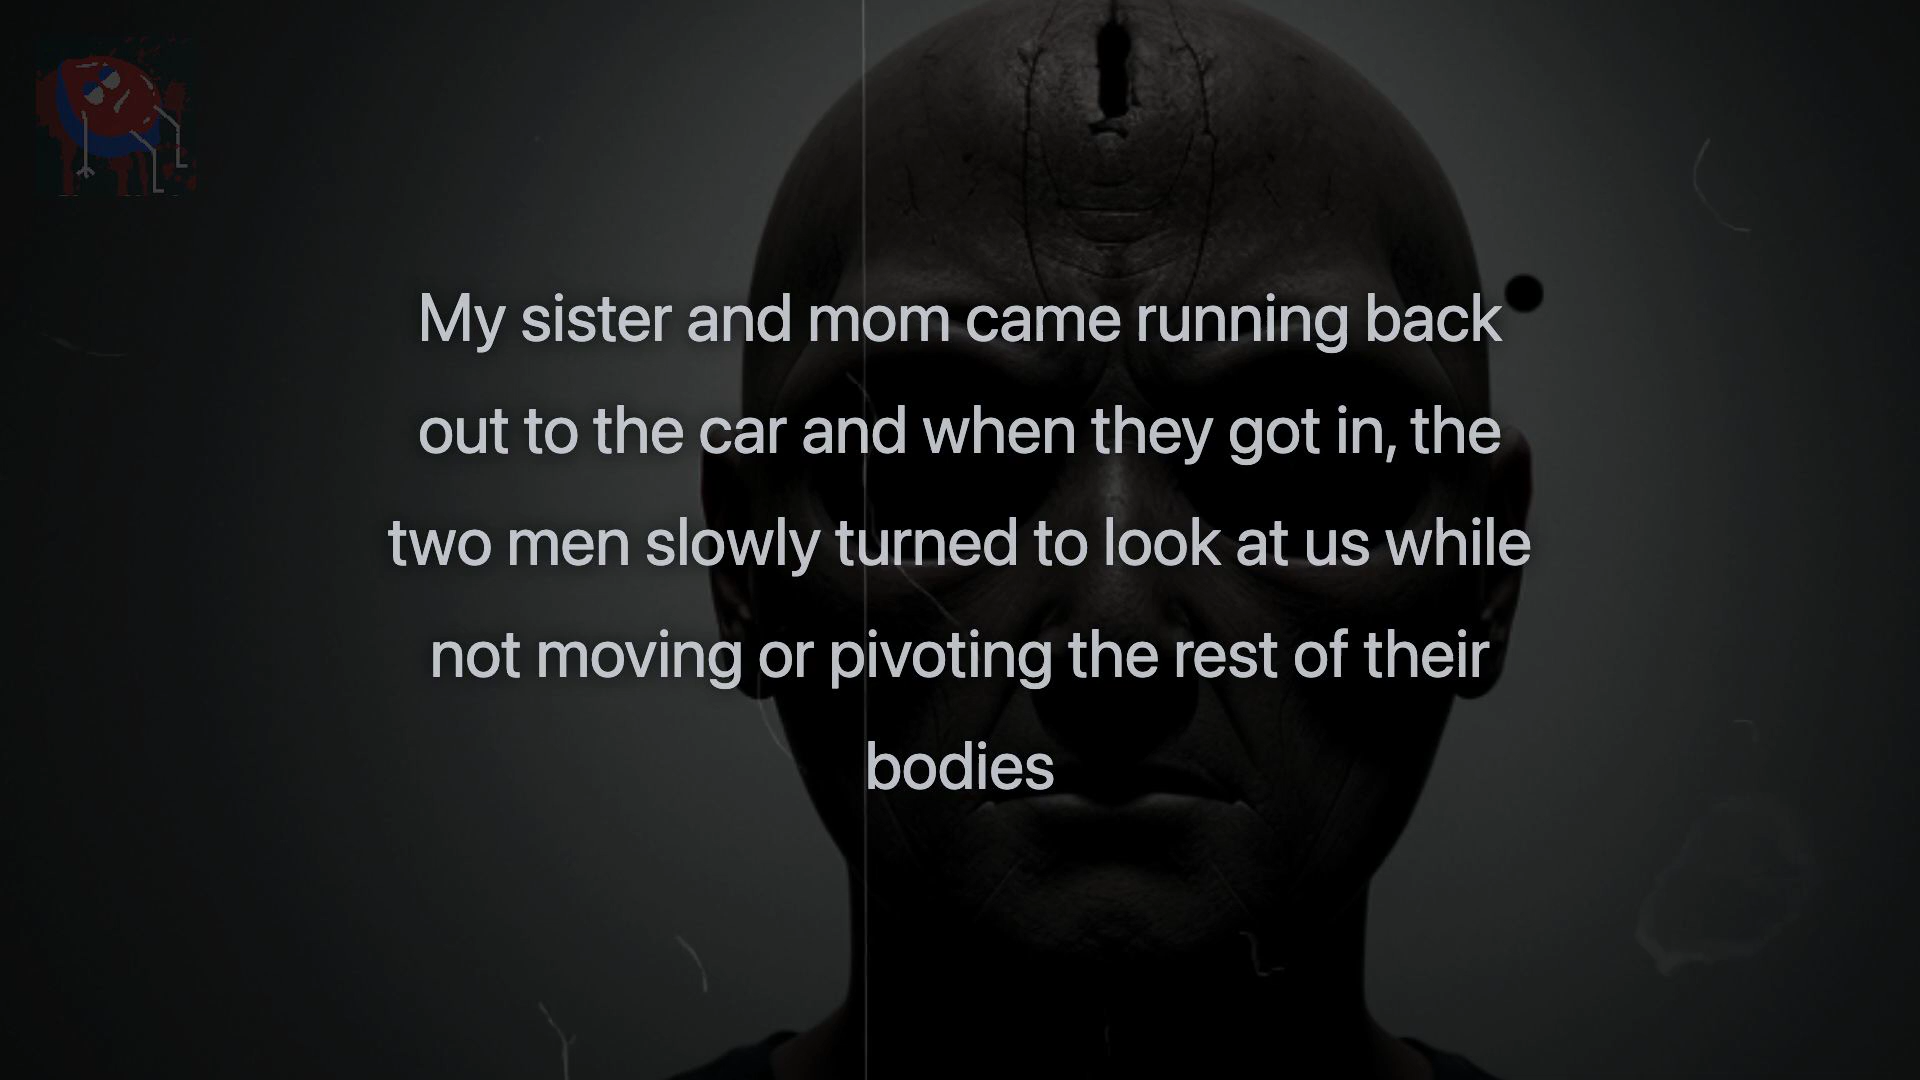 My sister and mom came running back
out to the car and when they got in, the
two men slowly turned to look at us while
not moving or pivoting the rest of their
bodies